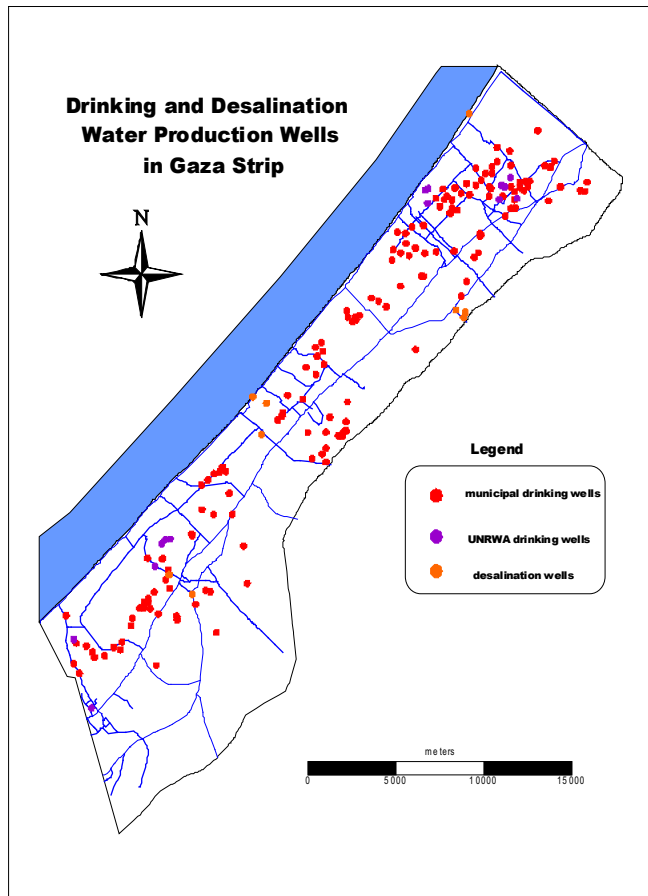 Drinking and Desalination
Water Production Wells
in Gaza Strip
N
Legend
municipal drinking wells
UNRWA drinking wells
desalination wells
meters
0 5000 10000 15000